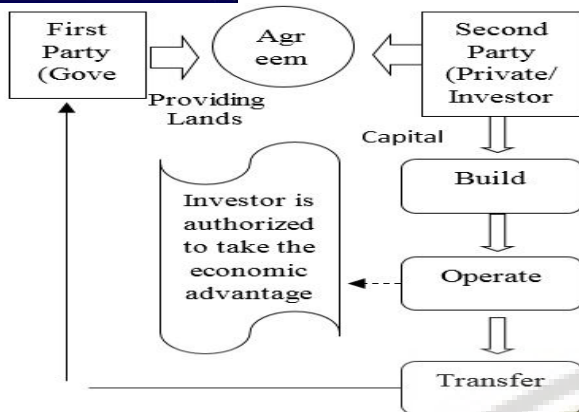 First
Party
(Gove
Agr
eem
Second
Party
(Private/
Investor
Providing
Lands
Capital
Build
Investor is
authorized
to take the
economic
advantage
Operate
Transfer